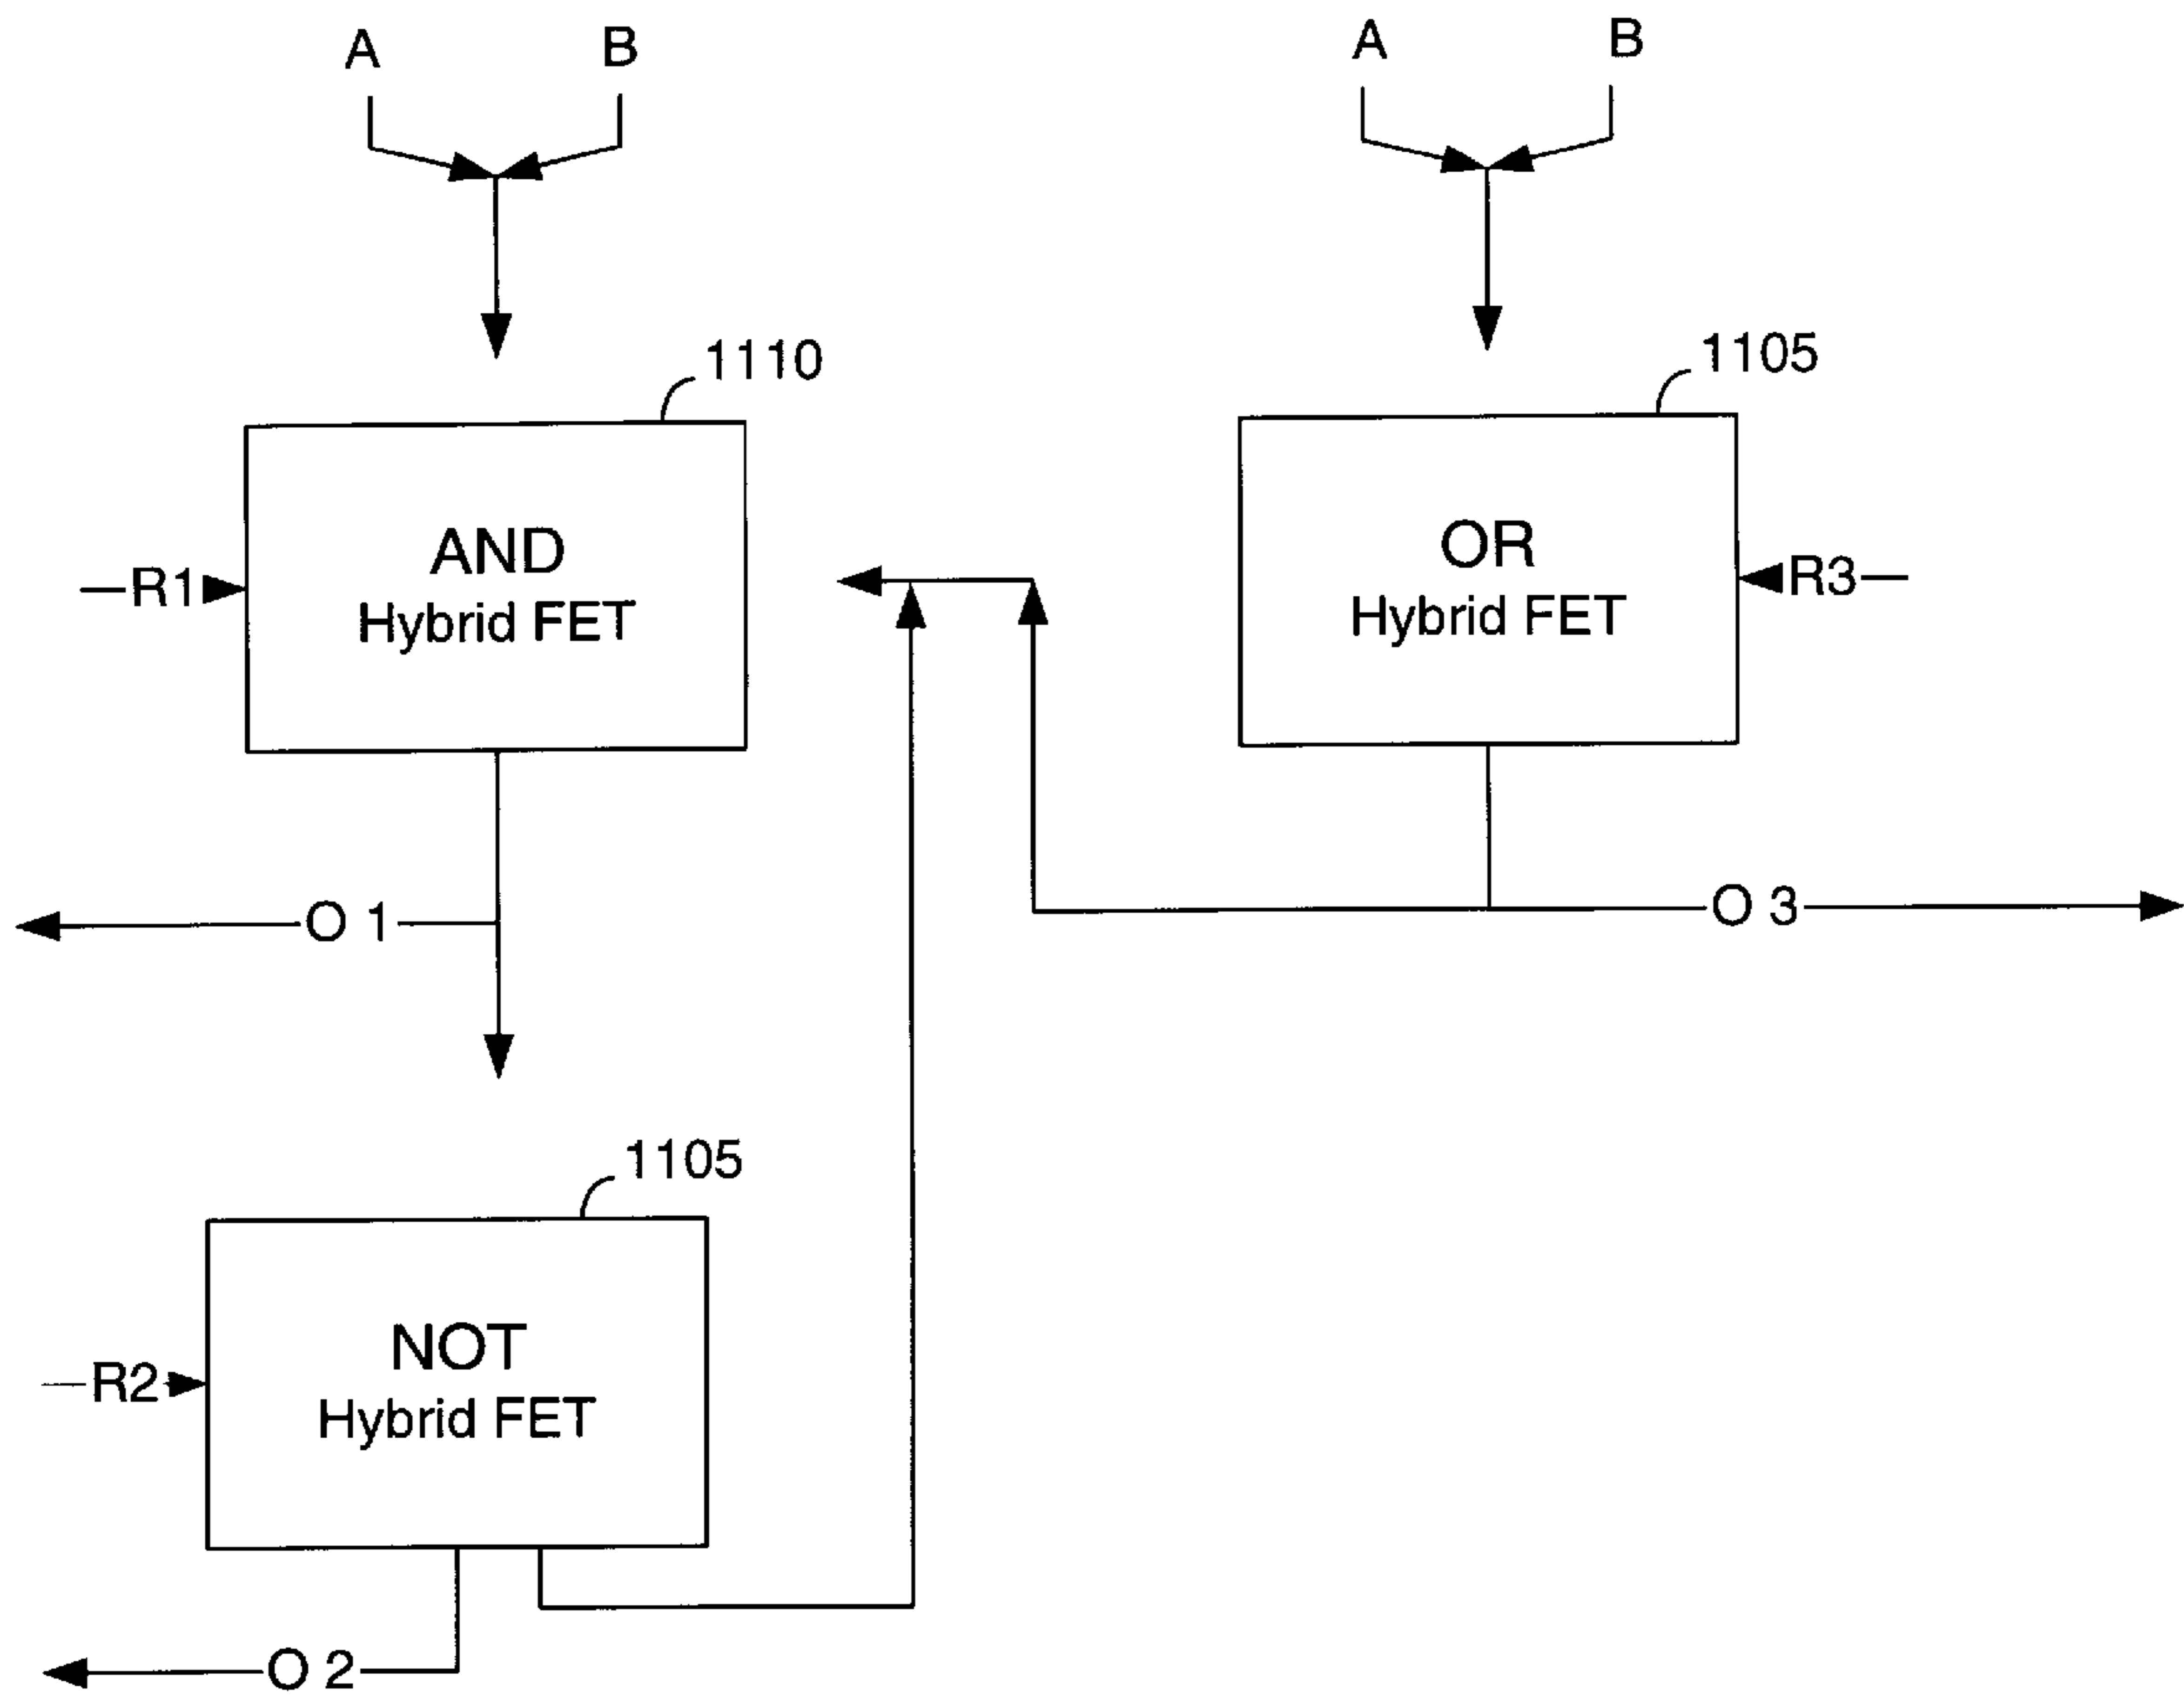 A B
A B
1110
1105
AND
Hybrid FET
R1
OR
Hybrid FET
R3
O 1
O 3
1105
NOT
Hybrid FET
R2
O 2